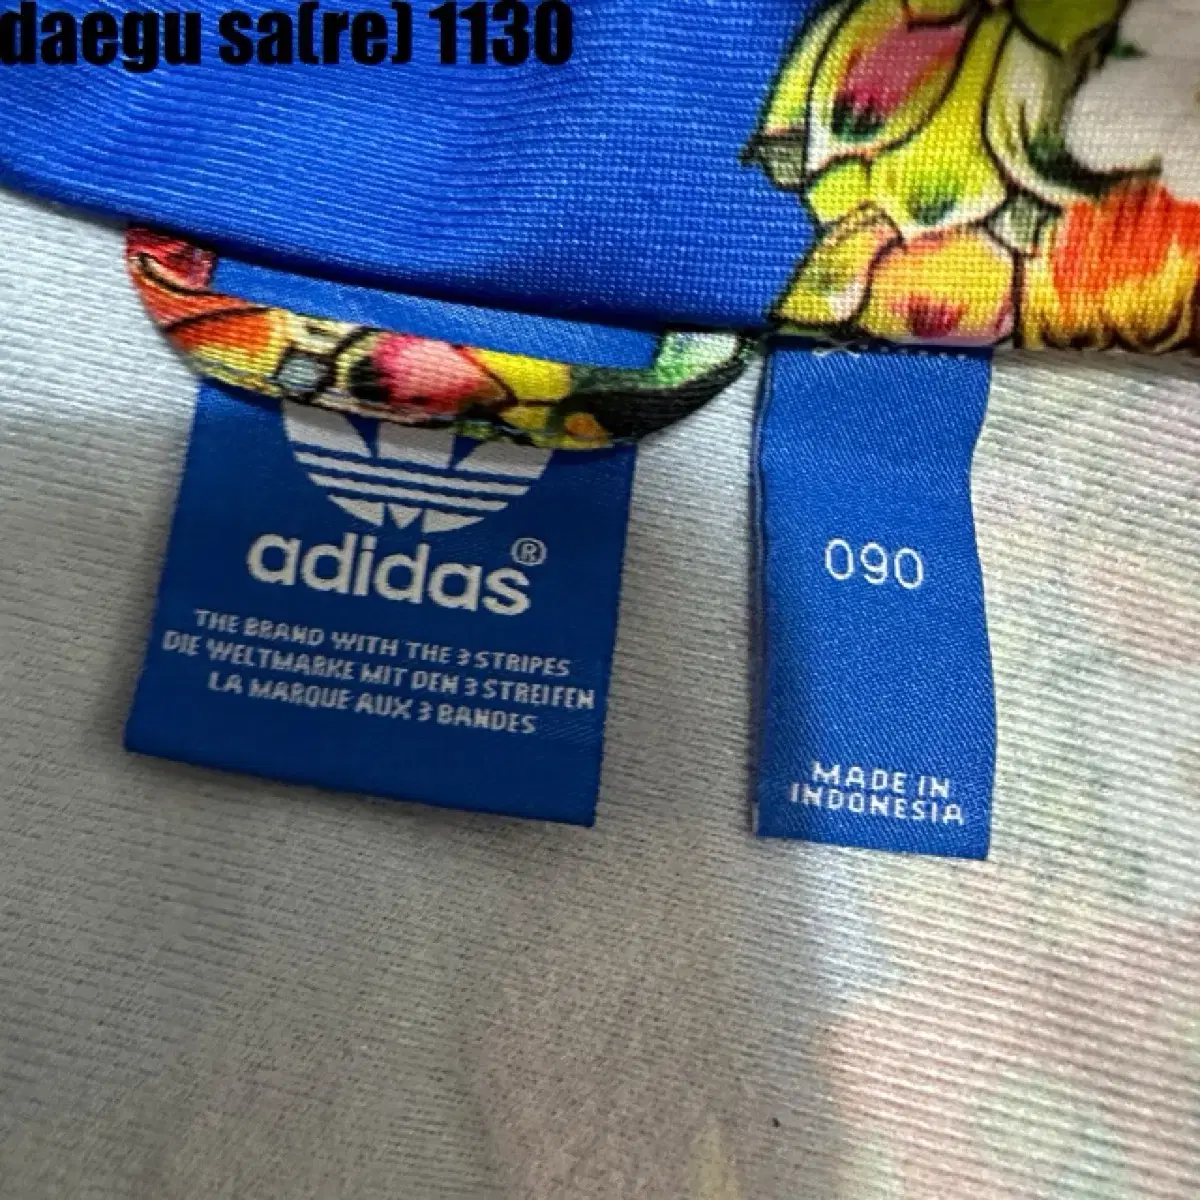 daegu sa(re) 1130
adidas®
THE BRAND WITH THE 3 STRIPES
DIE WELTMARKE MIT DEN 3 STREIFEN
LA MARQUE AUX 3 BANDES
090
MADE IN
INDONESIA